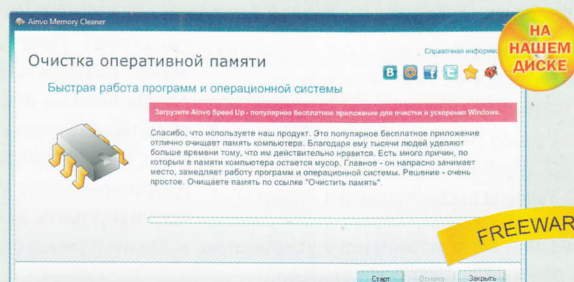 Ainvo Memory Cleaner
НА
НАШЕМ
ДИСКЕ
Справочная
Очистка оперативной памяти
Быстрая работа программ и операционной системы
Загрузите Ainvo Speed Up - популярное бесплатное приложение для очистки и ускорения Windows.
Спасибо, что используете наш продукт. Это популярное бесплатное приложение
отлично очищает память компьютера. Благодаря ему тысячи людей уделяют
больше времени тому, что им действительно нравится. Есть много причин, по
которым в памяти компьютера остается мусор. Главное - он напрасно занимает
место, замедляет работу программ и операционной системы. Решение - очень
простое. Очищаете память по ссылке "Очистить память".
FREEWAR
Старт Отмена Закрыть